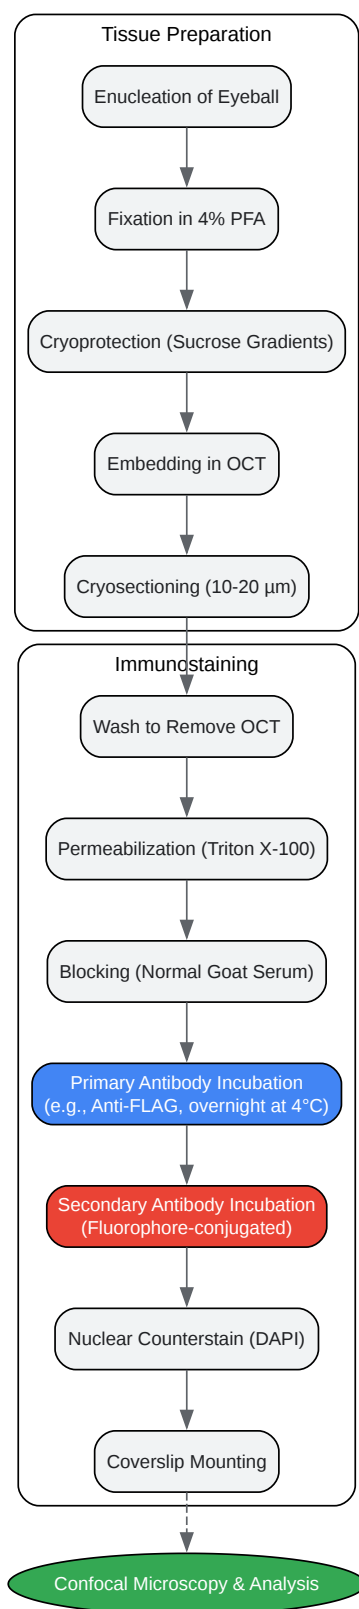 Tissue Preparation
Enucleation of Eyeball
Fixation in 4% PFA
Cryoprotection (Sucrose Gradients)
Embedding in OCT
Cryosectioning (10-20 µm)
Immunostaining
Wash to Remove OCT
Permeabilization (Triton X-100)
Blocking (Normal Goat Serum)
Primary Antibody Incubation
(e.g., Anti-FLAG, overnight at 4°C)
Secondary Antibody Incubation
(Fluorophore-conjugated)
Nuclear Counterstain (DAPI)
Coverslip Mounting
Confocal Microscopy & Analysis